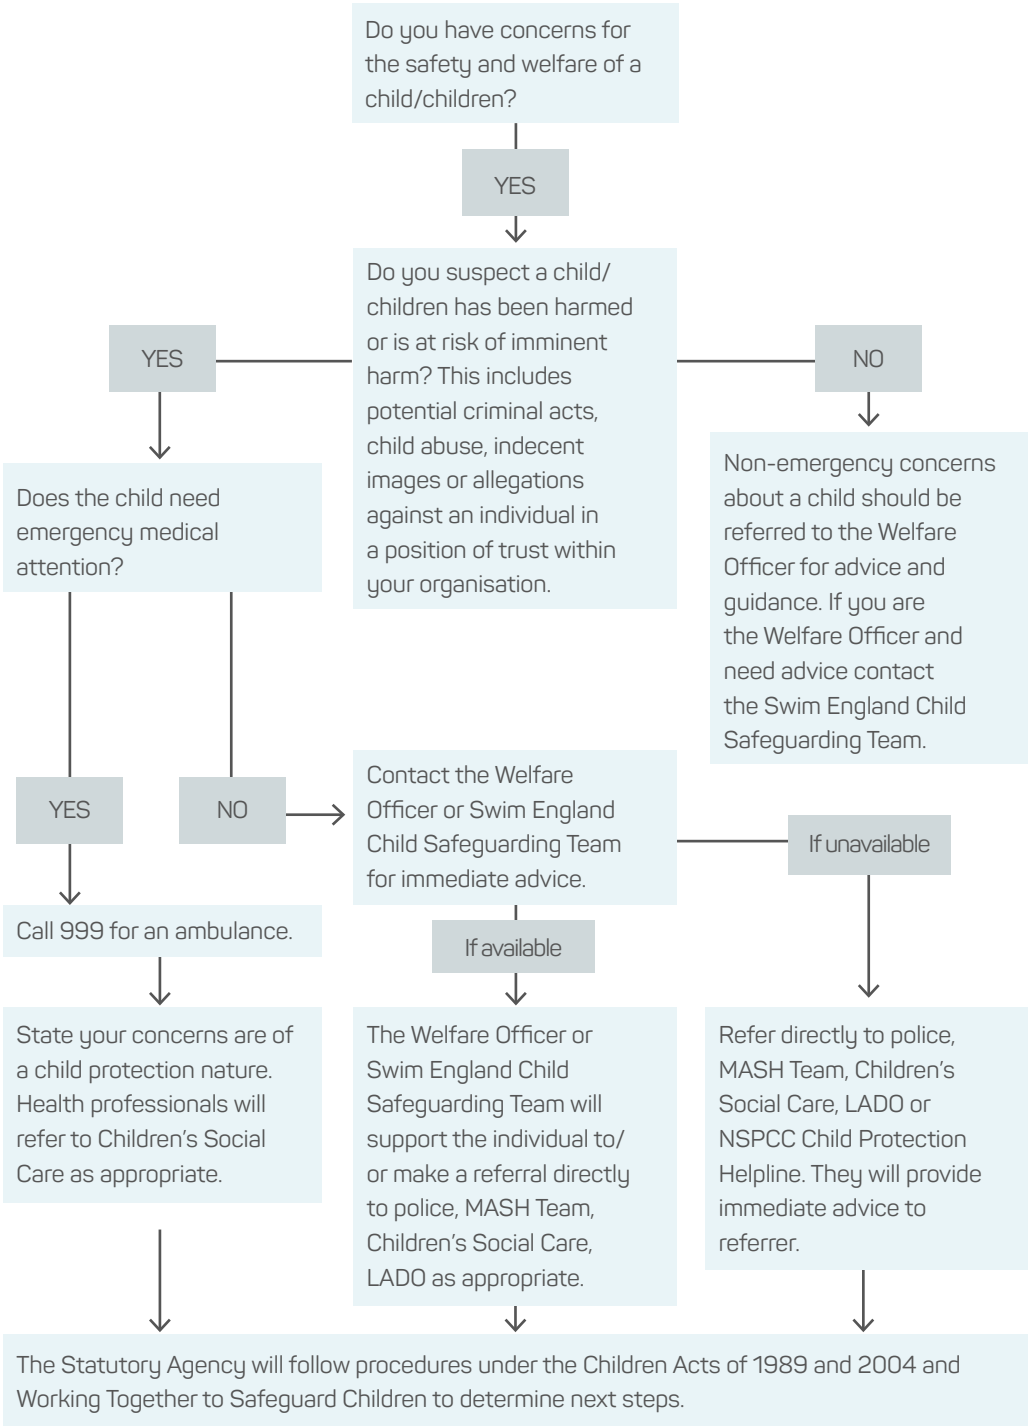 Do you have concerns for
the safety and welfare of a
child/children?
YES
Do you suspect a child/
children has been harmed
or is at risk of imminent
harm? This includes
potential criminal acts,
child abuse, indecent
images or allegations
against an individual in
a position of trust within
your organisation.
YES
NO
Does the child need
emergency medical
attention?
Non-emergency concerns
about a child should be
referred to the Welfare
Officer for advice and
guidance. If you are
the Welfare Officer and
need advice contact
the Swim England Child
Safeguarding Team.
YES
NO
Contact the Welfare
Officer or Swim England
Child Safeguarding Team
for immediate advice.
If unavailable
Call 999 for an ambulance.
If available
State your concerns are of
a child protection nature.
Health professionals will
refer to Children's Social
Care as appropriate.
The Welfare Officer or
Swim England Child
Safeguarding Team will
support the individual to/
or make a referral directly
to police, MASH Team,
Children's Social Care,
LADO as appropriate.
Refer directly to police,
MASH Team, Children's
Social Care, LADO or
NSPCC Child Protection
Helpline. They will provide
immediate advice to
referrer.
The Statutory Agency will follow procedures under the Children Acts of 1989 and 2004 and
Working Together to Safeguard Children to determine next steps.